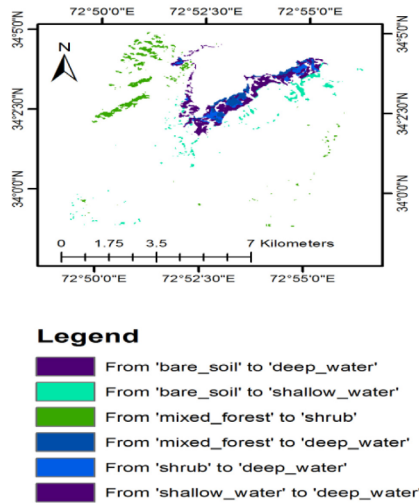 72°50'0"E 72°52'30"E 72°55'0"E
N
34°5'0"N 34°5'0"N
34°2'30"N 34°2'30"N
34°0'0"N 34°0'0"N
0 1.75 3.5 7 Kilometers
72°50'0"E 72°52'30"E 72°55'0"E
Legend
From 'bare_soil' to 'deep_water'
From 'bare_soil' to 'shallow_water'
From 'mixed_forest' to 'shrub'
From 'mixed_forest' to 'deep_water'
From 'shrub' to 'deep_water'
From 'shallow_water' to 'deep_water'